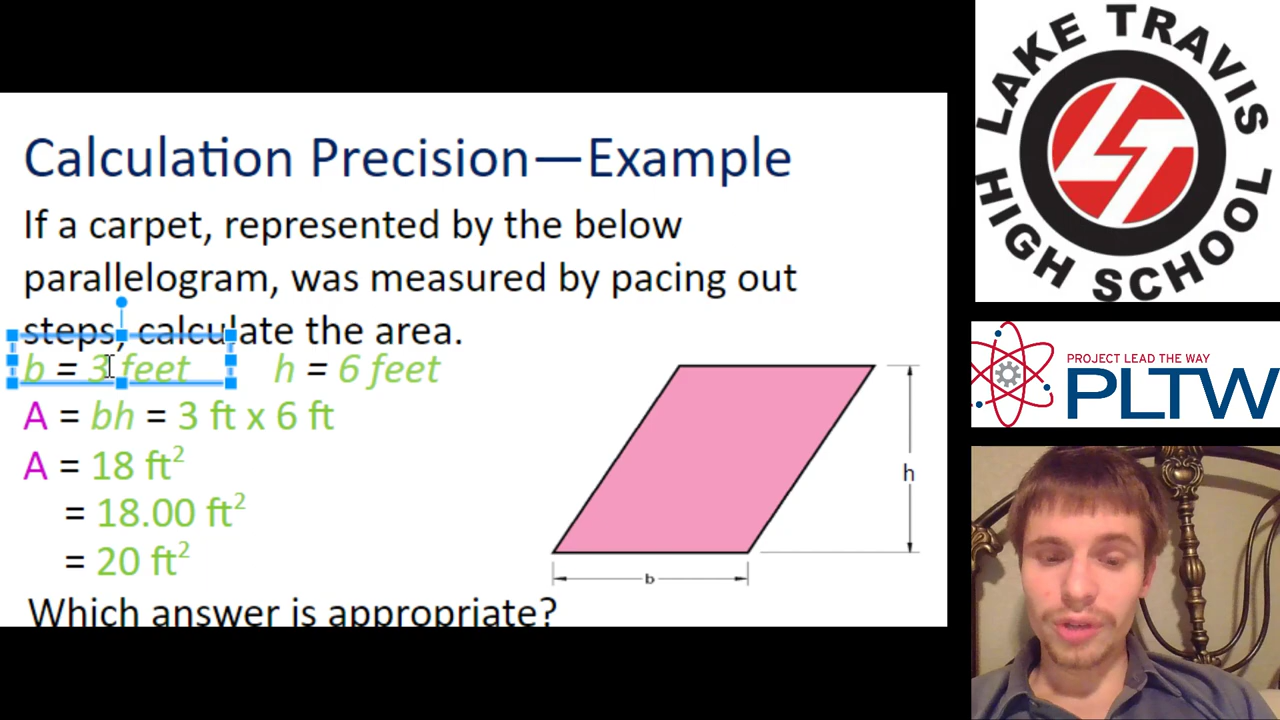 Calculation Precision—Example
If a carpet, represented by the below
parallelogram, was measured by pacing out
steps, calculate the area.
b = 3 feet h = 6 feet
A = bh = 3 ft x 6 ft
A = 18 ft²
= 18.00 ft²
= 20 ft²
Which answer is appropriate?
h
b
LAKE TRAVIS
LT
HIGH SCHOOL
PROJECT LEAD THE WAY
PLTW